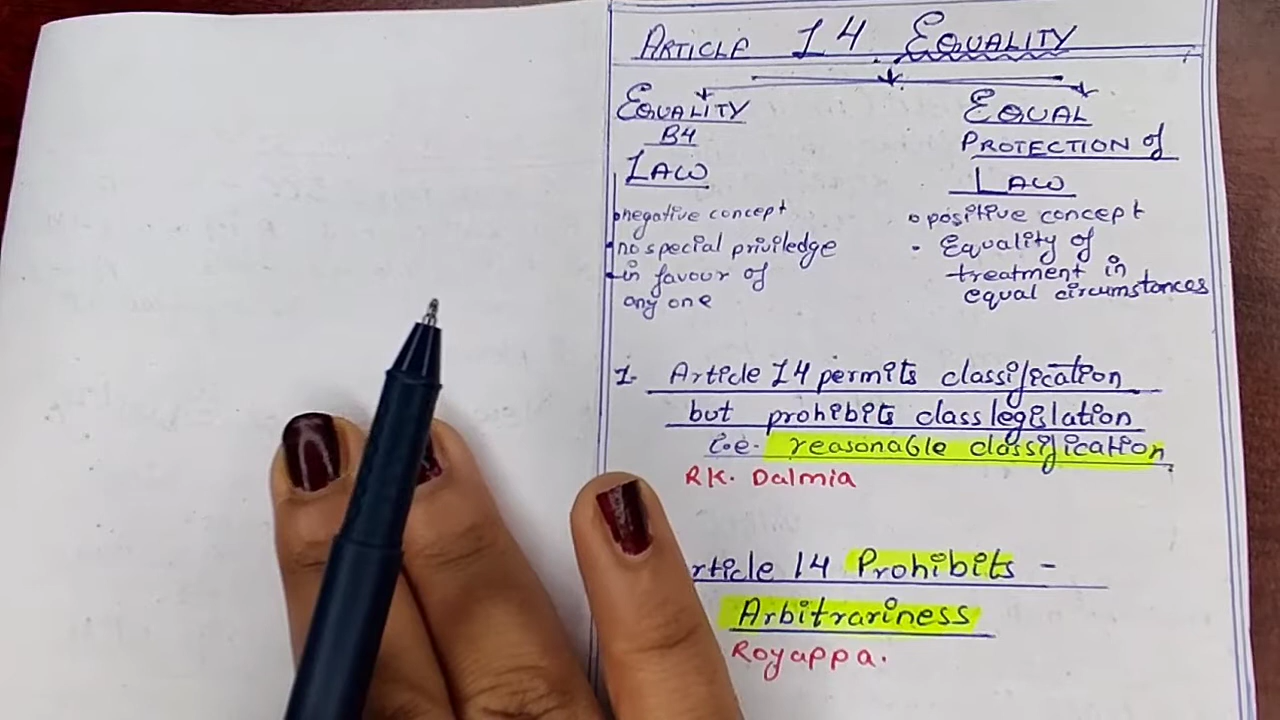 ARTICLE 14 EQUALITY
EQUALITY
B4
LAW
negative concept
no special priviledge
in favour of
any one
EQUAL
PROTECTION of
LAW
positive concept
Equality of
treatment in
equal circumstances
1. Article 14 permits classification
but prohibits class legislation
i.e. reasonable classification
RK. Dalmia
rticle 14 Prohibits -
Arbitrariness
Royappa.